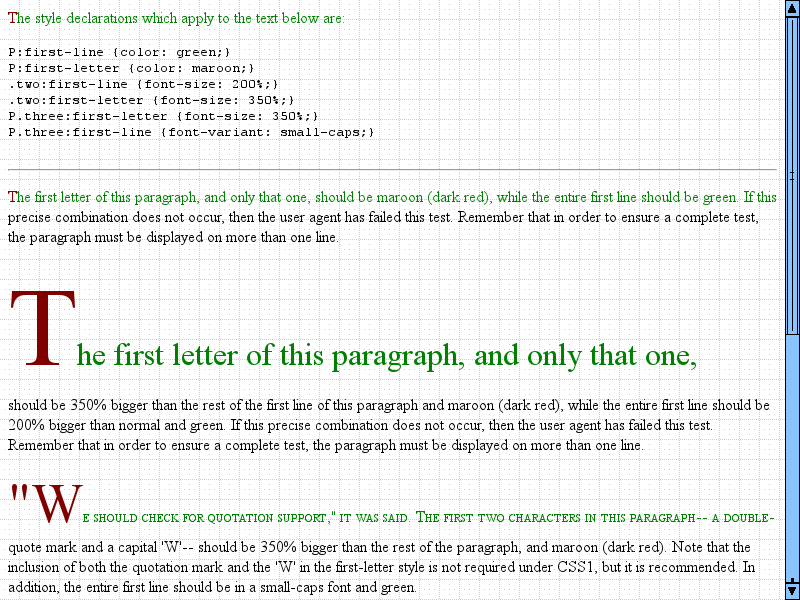 The style declarations which apply to the text below are:
P:first-line {color: green;}
P:first-letter {color: maroon;}
.two:first-line {font-size: 200%;}
.two:first-letter {font-size: 350%;}
P.three:first-letter {font-size: 350%;}
P.three:first-line {font-variant: small-caps;}
The first letter of this paragraph, and only that one, should be maroon (dark red), while the entire first line should be green. If this
precise combination does not occur, then the user agent has failed this test. Remember that in order to ensure a complete test,
the paragraph must be displayed on more than one line.
The first letter of this paragraph, and only that one,
should be 350% bigger than the rest of the first line of this paragraph and maroon (dark red), while the entire first line should be
200% bigger than normal and green. If this precise combination does not occur, then the user agent has failed this test.
Remember that in order to ensure a complete test, the paragraph must be displayed on more than one line.
"We should check for quotation support," it was said. The first two characters in this paragraph-- a double-
quote mark and a capital 'W'-- should be 350% bigger than the rest of the paragraph, and maroon (dark red). Note that the
inclusion of both the quotation mark and the 'W' in the first-letter style is not required under CSS1, but it is recommended. In
addition, the entire first line should be in a small-caps font and green.